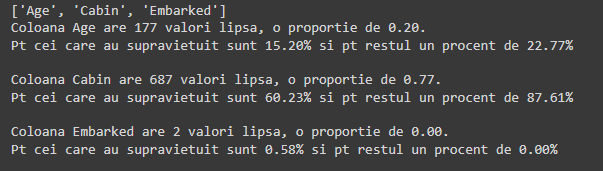 ['Age', 'Cabin', 'Embarked']
Coloana Age are 177 valori lipsa, o proportie de 0.20.
Pt cei care au supravietuit sunt 15.20% si pt restul un procent de 22.77%
Coloana Cabin are 687 valori lipsa, o proportie de 0.77.
Pt cei care au supravietuit sunt 60.23% si pt restul un procent de 87.61%
Coloana Embarked are 2 valori lipsa, o proportie de 0.00.
Pt cei care au supravietuit sunt 0.58% si pt restul un procent de 0.00%